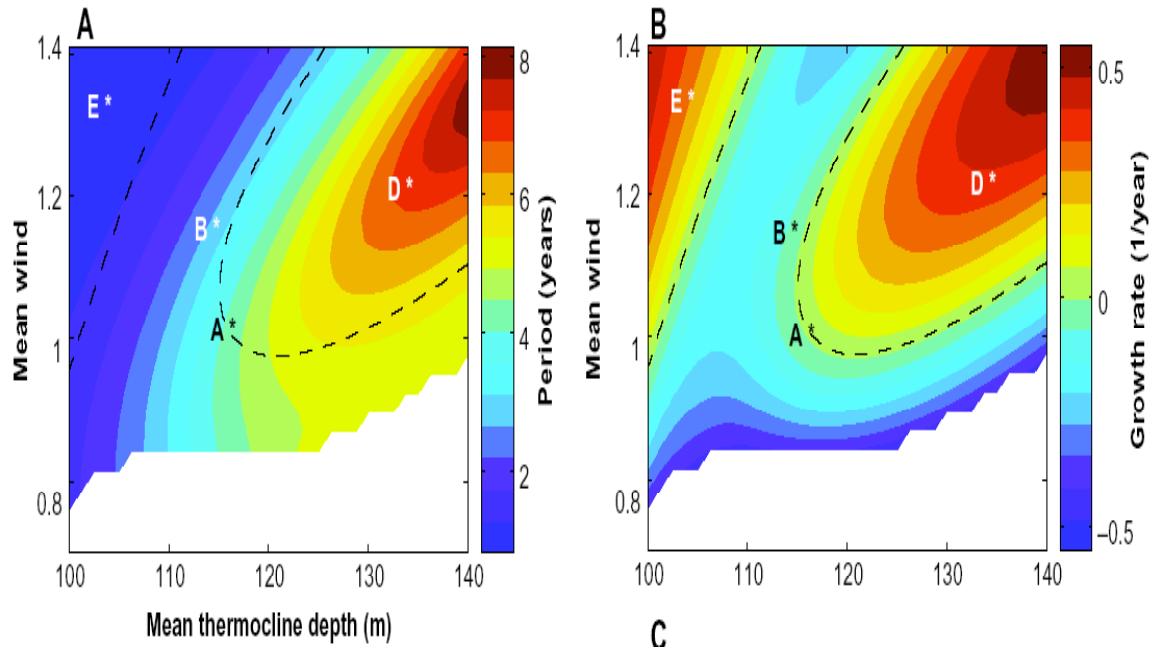 A
B
1.4
1.2
1
0.8
Mean wind
E *
B *
A *
D *
100
110
120
130
140
Mean thermocline depth (m)
8
6
4
2
Period (years)
1.4
1.2
1
0.8
Mean wind
E *
B *
A *
D *
100
110
120
130
140
0.5
0
–0.5
Growth rate (1/year)
C